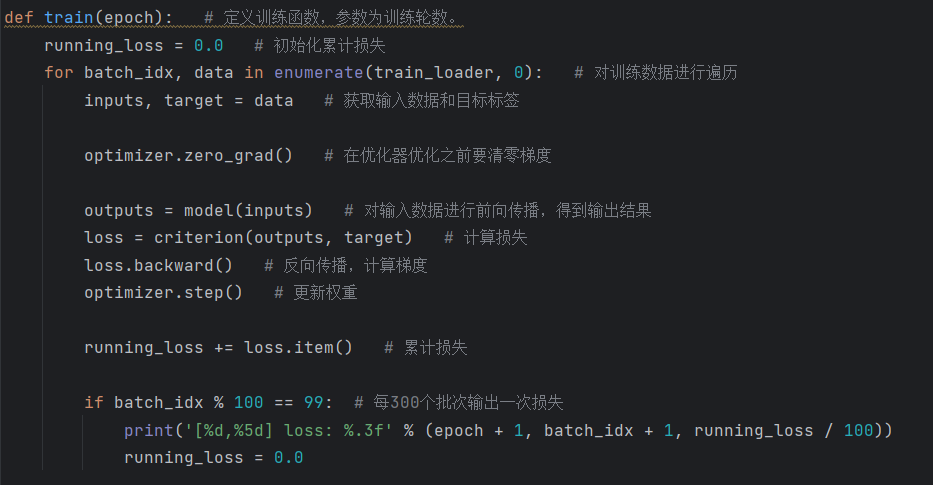 def train(epoch):   # 定义训练函数，参数为训练轮数。
    running_loss = 0.0   # 初始化累计损失
    for batch_idx, data in enumerate(train_loader, 0):   # 对训练数据进行遍历
        inputs, target = data   # 获取输入数据和目标标签
        optimizer.zero_grad()   # 在优化器优化之前要清零梯度
        outputs = model(inputs)   # 对输入数据进行前向传播，得到输出结果
        loss = criterion(outputs, target)   # 计算损失
        loss.backward()   # 反向传播，计算梯度
        optimizer.step()   # 更新权重
        running_loss += loss.item()   # 累计损失
        if batch_idx % 100 == 99:  # 每300个批次输出一次损失
            print('[%d,%5d] loss: %.3f' % (epoch + 1, batch_idx + 1, running_loss / 100))
            running_loss = 0.0